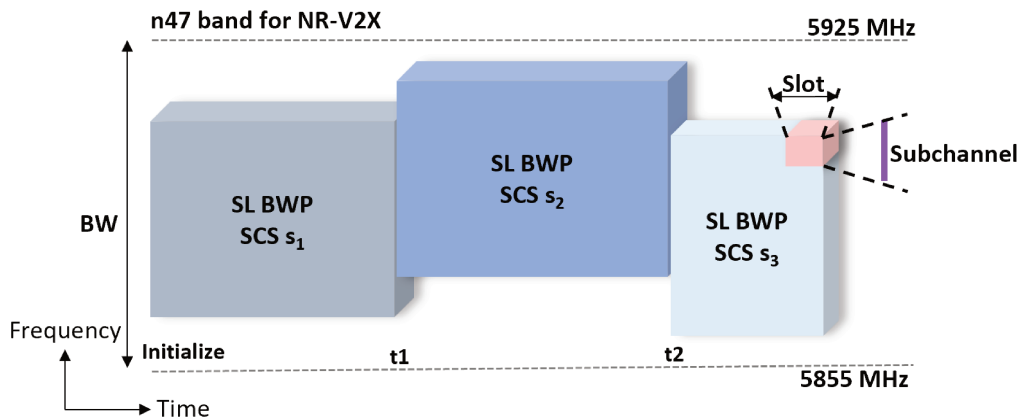 n47 band for NR-V2X
5925 MHz
Slot
Subchannel
SL BWP
SCS s₂
SL BWP
SCS s₁
SL BWP
SCS s₃
BW
Frequency
Initialize
t1
t2
5855 MHz
Time